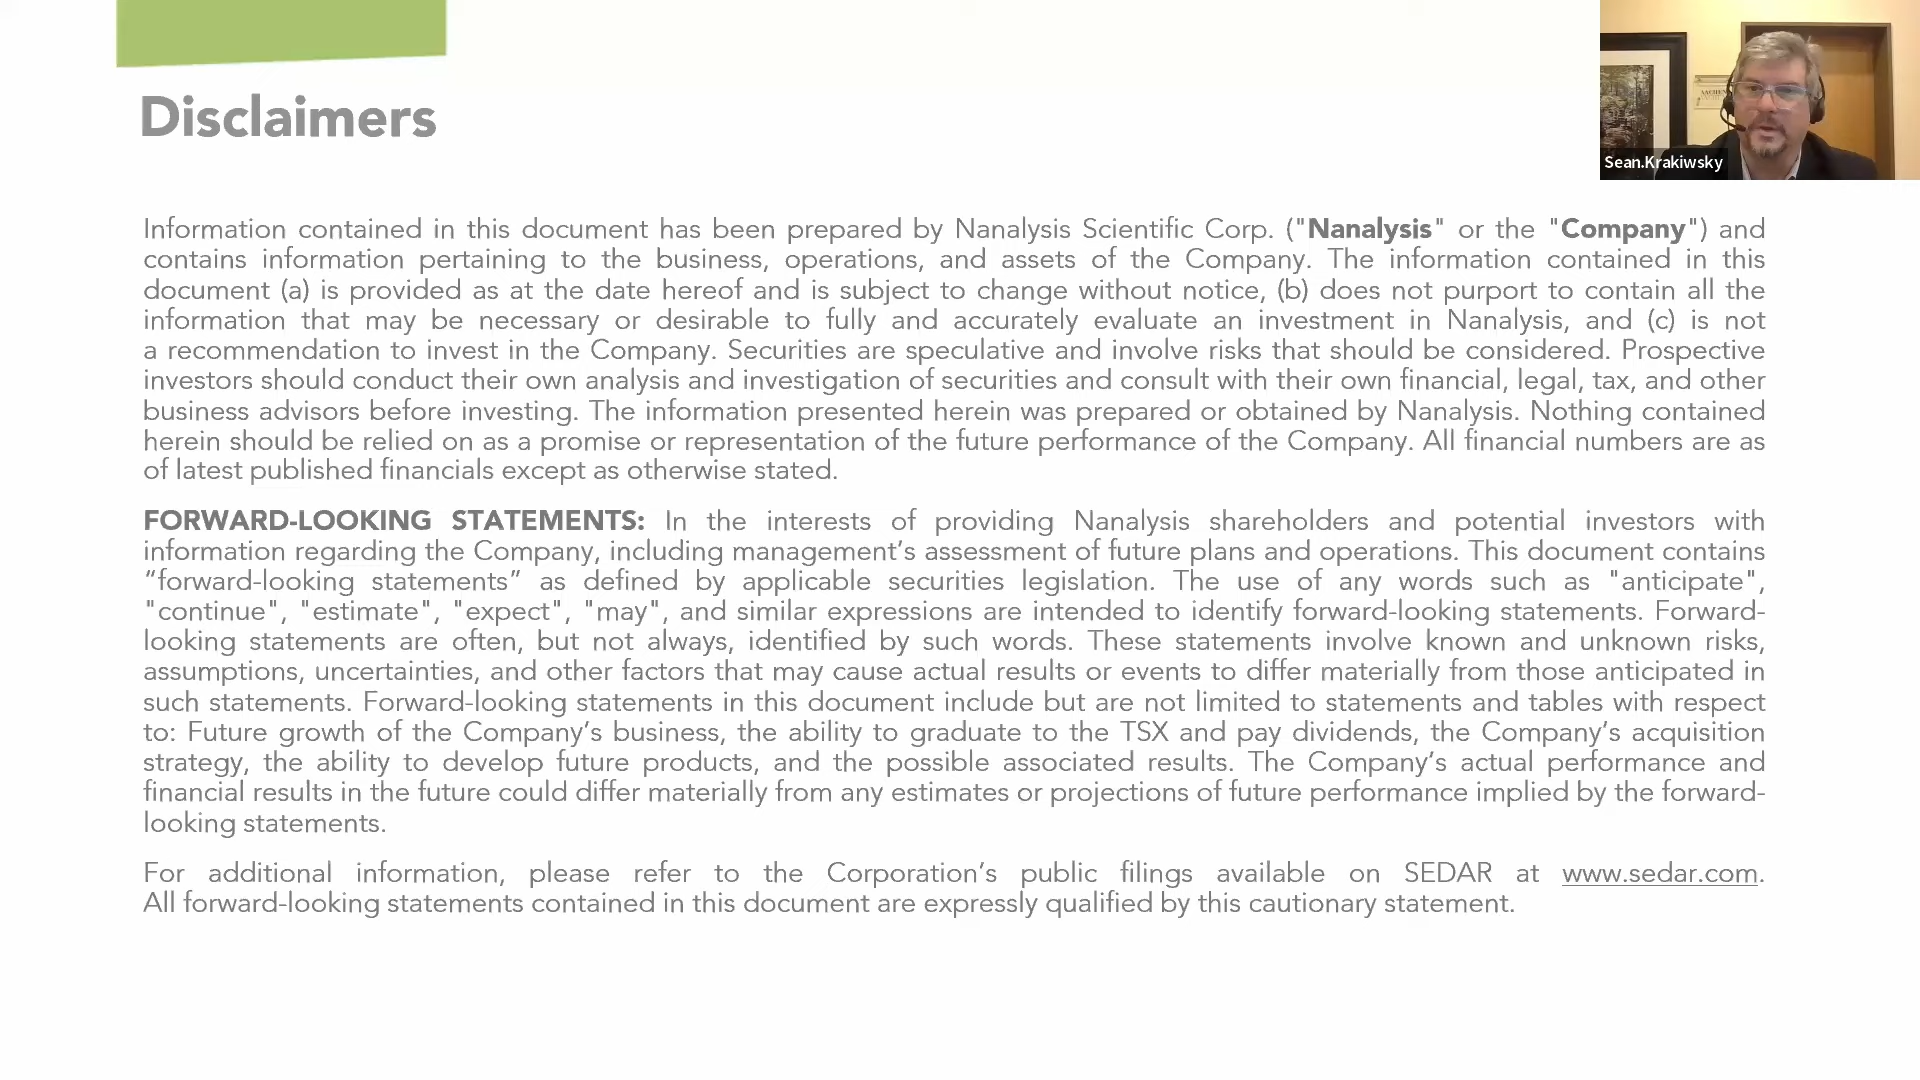 Disclaimers
Sean.Krakiwsky
Information contained in this document has been prepared by Nanalysis Scientific Corp. ("Nanalysis" or the "Company") and
contains information pertaining to the business, operations, and assets of the Company. The information contained in this
document (a) is provided as at the date hereof and is subject to change without notice, (b) does not purport to contain all the
information that may be necessary or desirable to fully and accurately evaluate an investment in Nanalysis, and (c) is not
a recommendation to invest in the Company. Securities are speculative and involve risks that should be considered. Prospective
investors should conduct their own analysis and investigation of securities and consult with their own financial, legal, tax, and other
business advisors before investing. The information presented herein was prepared or obtained by Nanalysis. Nothing contained
herein should be relied on as a promise or representation of the future performance of the Company. All financial numbers are as
of latest published financials except as otherwise stated.
FORWARD-LOOKING STATEMENTS: In the interests of providing Nanalysis shareholders and potential investors with
information regarding the Company, including management’s assessment of future plans and operations. This document contains
“forward-looking statements” as defined by applicable securities legislation. The use of any words such as "anticipate",
"continue", "estimate", "expect", "may", and similar expressions are intended to identify forward-looking statements. Forward-
looking statements are often, but not always, identified by such words. These statements involve known and unknown risks,
assumptions, uncertainties, and other factors that may cause actual results or events to differ materially from those anticipated in
such statements. Forward-looking statements in this document include but are not limited to statements and tables with respect
to: Future growth of the Company’s business, the ability to graduate to the TSX and pay dividends, the Company’s acquisition
strategy, the ability to develop future products, and the possible associated results. The Company’s actual performance and
financial results in the future could differ materially from any estimates or projections of future performance implied by the forward-
looking statements.
For additional information, please refer to the Corporation’s public filings available on SEDAR at www.sedar.com.
All forward-looking statements contained in this document are expressly qualified by this cautionary statement.